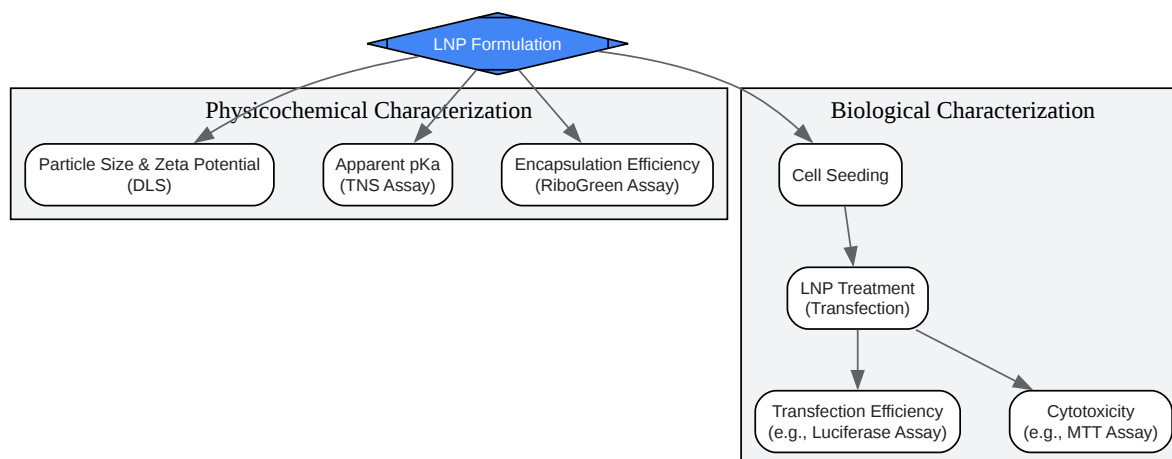 LNP Formulation
Physicochemical Characterization
Biological Characterization
Particle Size & Zeta Potential
(DLS)
Apparent pKa
(TNS Assay)
Encapsulation Efficiency
(RiboGreen Assay)
Cell Seeding
LNP Treatment
(Transfection)
Transfection Efficiency
(e.g., Luciferase Assay)
Cytotoxicity
(e.g., MTT Assay)